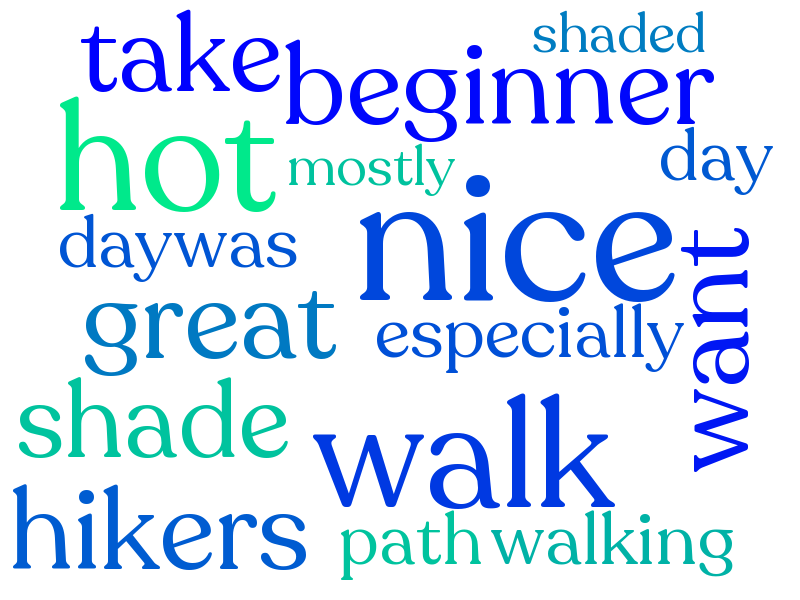 take
beginner
shaded
hot
mostly
day
nice
daywas
want
great
especially
shade
walk
hikers
path
walking